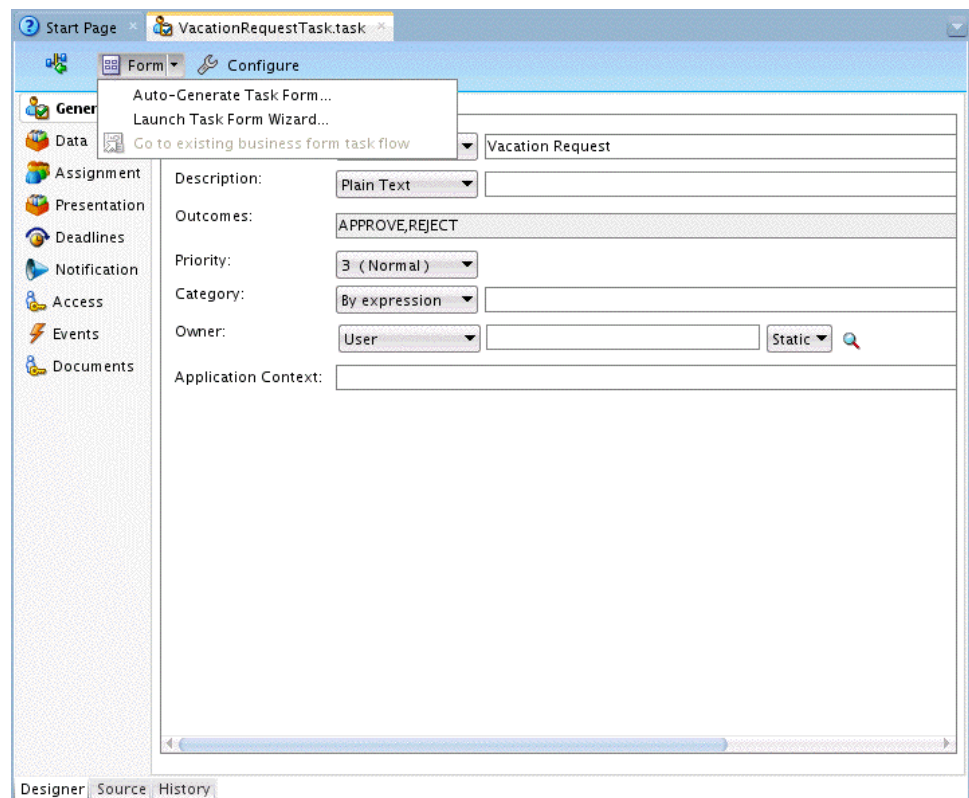 Start Page
VacationRequestTask.task
Form
Configure
Auto-Generate Task Form...
Launch Task Form Wizard...
Go to existing business form task flow
Gener
Data
Assignment
Presentation
Deadlines
Notification
Access
Events
Documents
Vacation Request
Description:
Plain Text
Outcomes:
APPROVE,REJECT
Priority:
3 (Normal)
Category:
By expression
Owner:
User
Static
Application Context:
Designer
Source
History